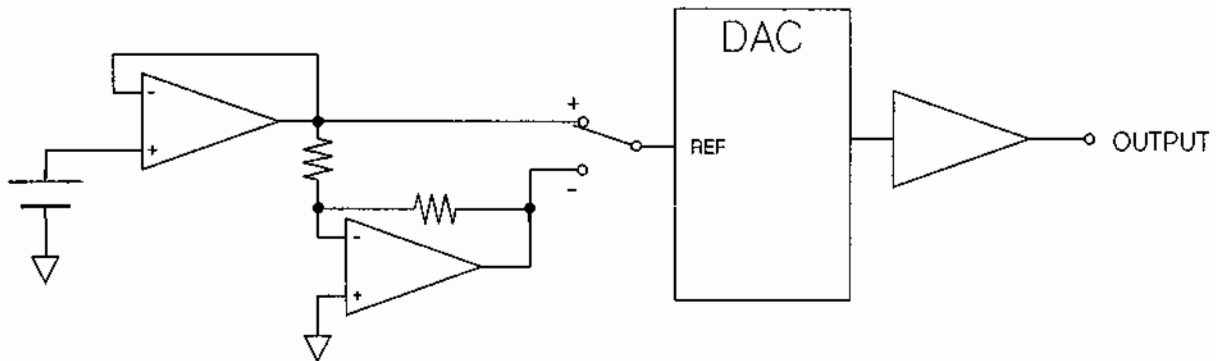 DAC
-
+
+
REF
OUTPUT
-
-
+